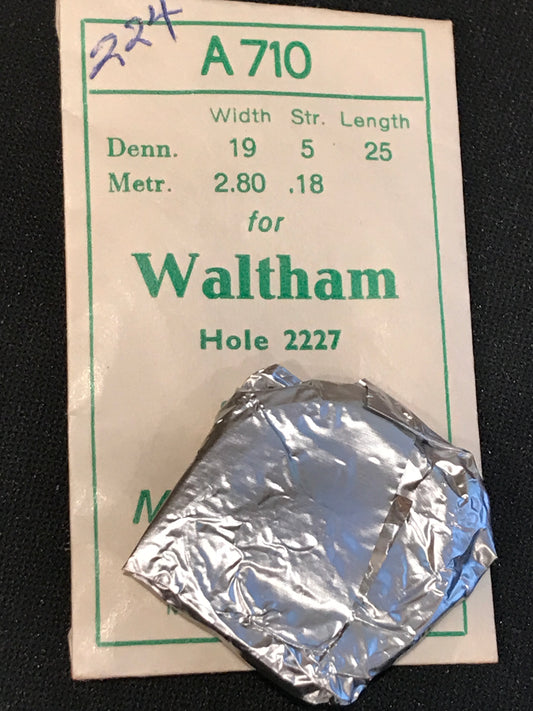 224
A710
Width Str. Length
Denn. 19 5 25
Metr. 2.80 .18
for
Waltham
Hole 2227